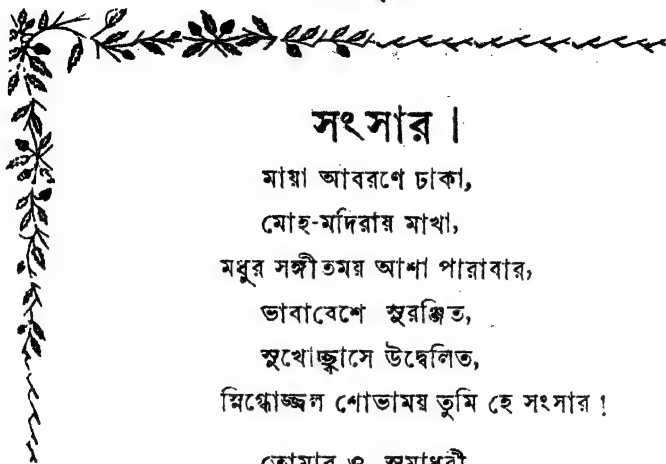 সংসার ।
মায়া আবরণে ঢাকা,
মোহ-মদিরায় মাখা,
মধুর সঙ্গীতময় আশা পারাবার,
ভাবাবেশে সুরঞ্জিত,
সুখোচ্ছ্বাসে উদ্বেলিত,
স্নিগ্ধোজ্জ্বল শোভাময় তুমি হে সংসার !
তোমার ও সুমাধুরী